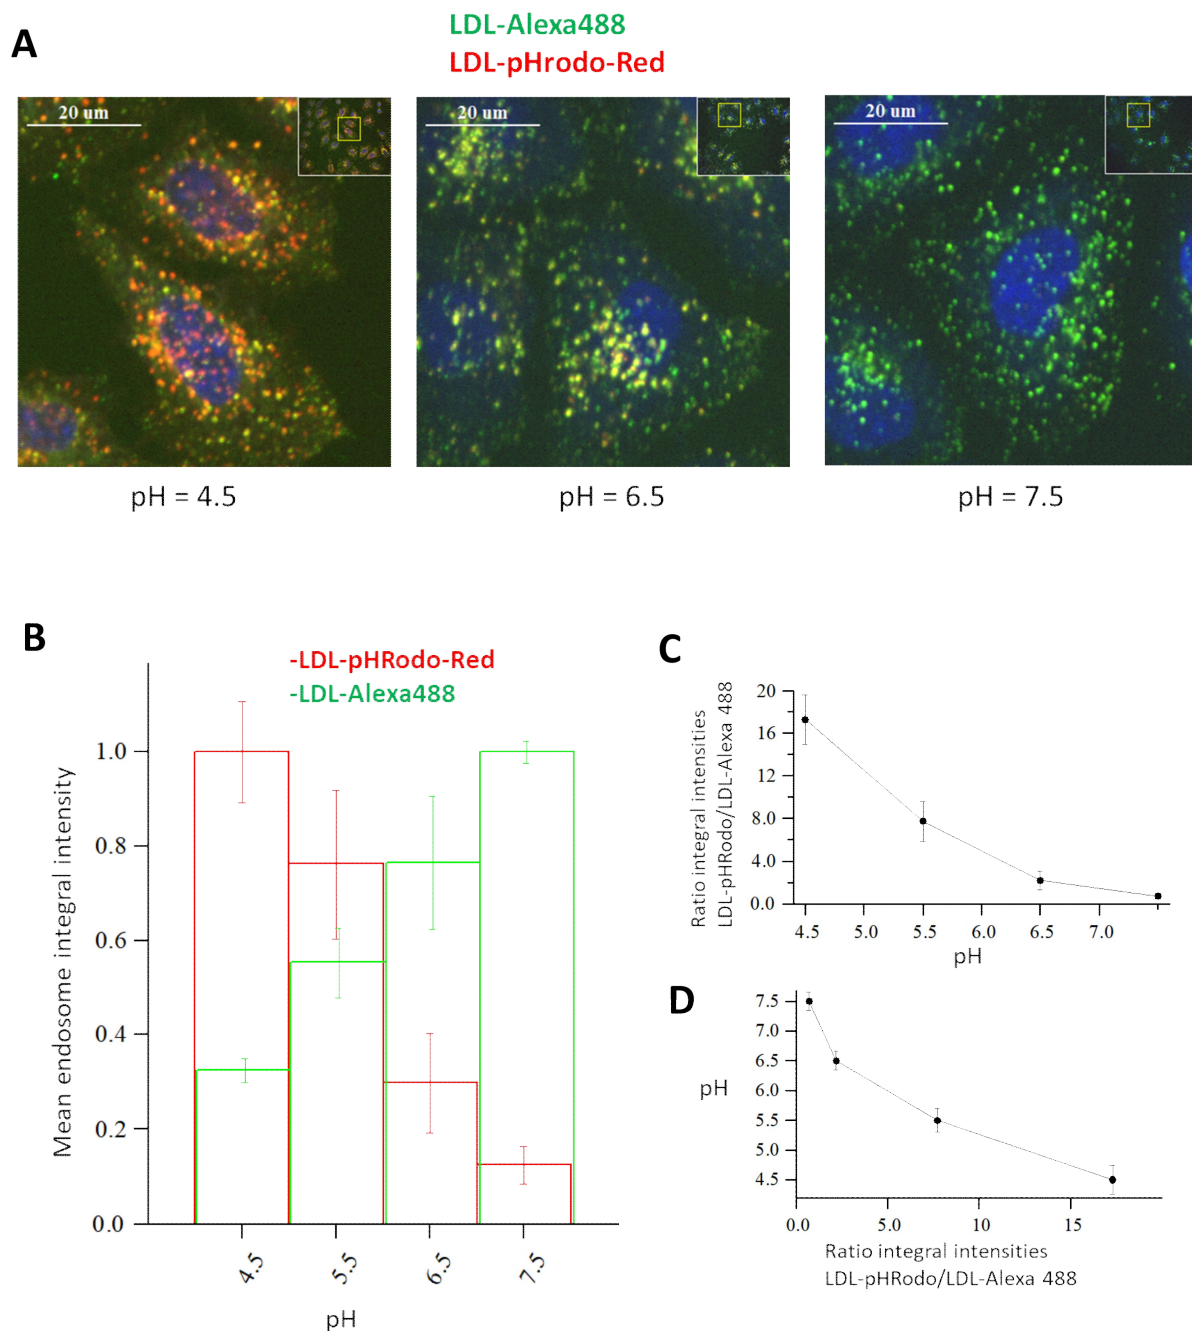 A
LDL-Alexa488
LDL-pHrodo-Red
20 um
20 um
20 um
pH = 4.5
pH = 6.5
pH = 7.5
B
-LDL-pHRodo-Red
-LDL-Alexa488
Mean endosome integral intensity
1.0
0.8
0.6
0.4
0.2
0.0
4.5
5.5
6.5
7.5
pH
C
Ratio integral intensities
LDL-pHRodo/LDL-Alexa 488
20
16
12
8.0
4.0
0.0
4.5
5.0
5.5
6.0
6.5
7.0
pH
D
pH
7.5
7.0
6.5
6.0
5.5
5.0
4.5
0.0
5.0
10
15
Ratio integral intensities
LDL-pHRodo/LDL-Alexa 488